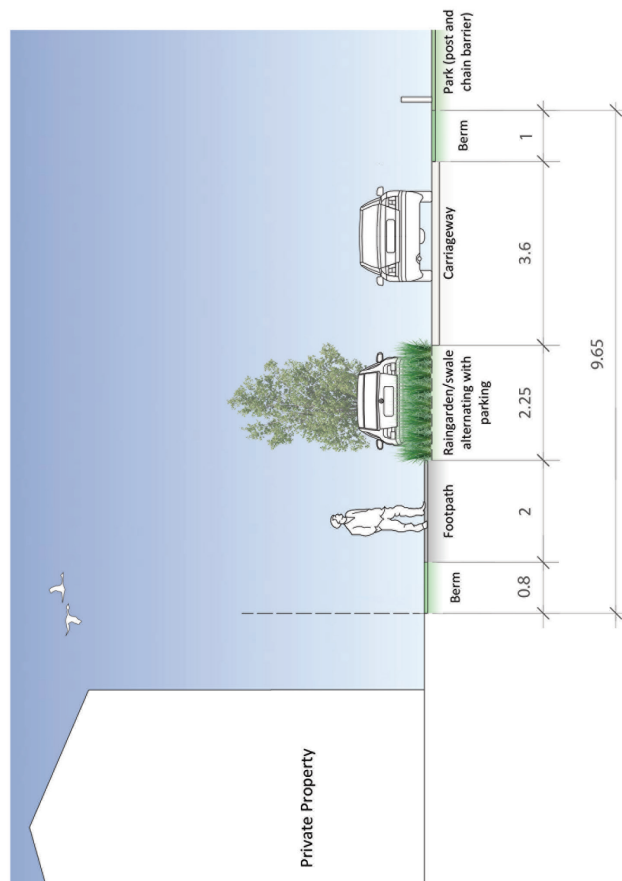 Private Property
Berm
Footpath
Raingarden/swale
alternating with
parking
Carriageway
Berm
Park (post and
chain barrier)
0.8
2
2.25
3.6
1
9.65